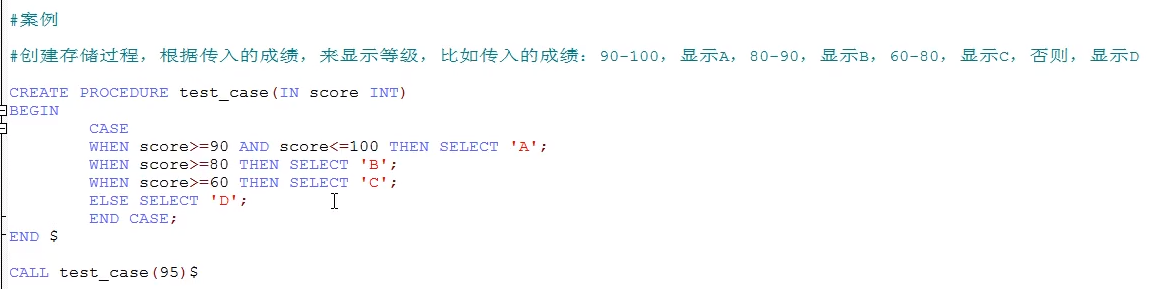 #案例
#创建存储过程，根据传入的成绩，来显示等级，比如传入的成绩：90-100，显示A，80-90，显示B，60-80，显示C，否则，显示D
CREATE PROCEDURE test_case(IN score INT)
BEGIN
CASE
WHEN score>=90 AND score<=100 THEN SELECT 'A';
WHEN score>=80 THEN SELECT 'B';
WHEN score>=60 THEN SELECT 'C';
ELSE SELECT 'D';
END CASE;
END $
CALL test_case(95)$